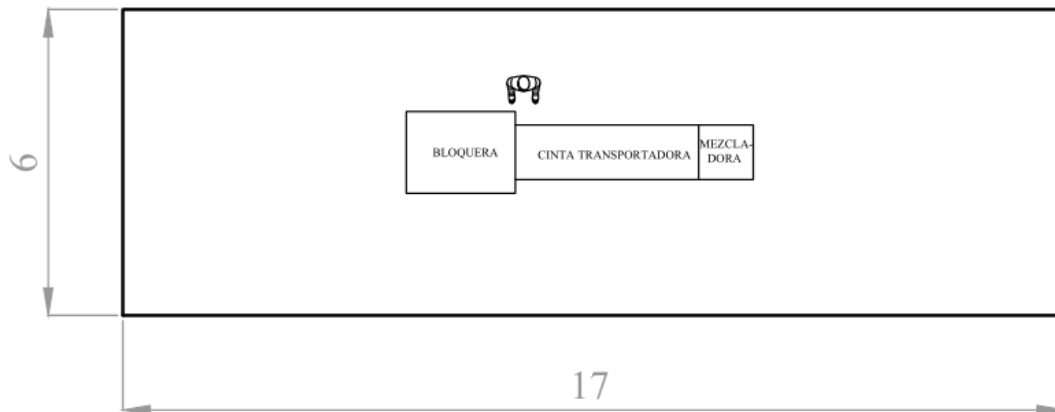 BLOQUERA
CINTA TRANSPORTADORA
MEZCLA-
DORA
6
17